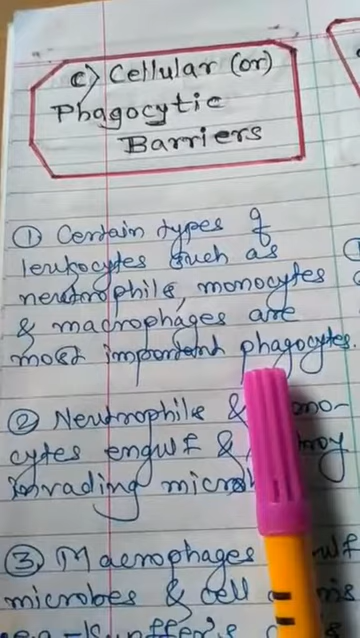 c) Cellular (or)
Phagocytic
Barriers
① Certain types of
leukocytes such as
neutrophils, monocytes
& macrophages are
most important phagocytes.
② Neutrophils & mono-
cytes engulf &
invading
③ Macrophages
microbes & cell